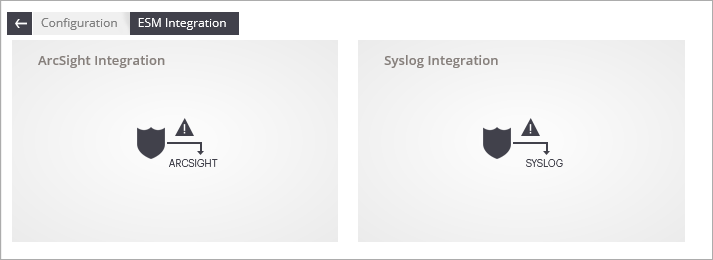 Configuration
ESM Integration
ArcSight Integration
ARCSIGHT
Syslog Integration
SYSLOG